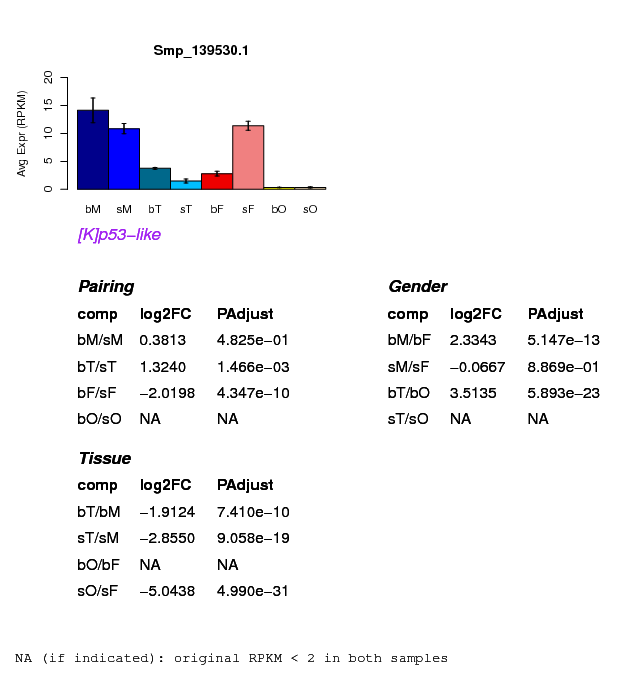 Smp_139530.1
Avg Expr (RPKM)
20
15
10
5
0
bM sM bT sT bF sF bO sO
[K]p53−like
Pairing
comp log2FC PAdjust
bM/sM 0.3813 4.825e−01
bT/sT 1.3240 1.466e−03
bF/sF −2.0198 4.347e−10
bO/sO NA NA
Gender
comp log2FC PAdjust
bM/bF 2.3343 5.147e−13
sM/sF −0.0667 8.869e−01
bT/bO 3.5135 5.893e−23
sT/sO NA NA
Tissue
comp log2FC PAdjust
bT/bM −1.9124 7.410e−10
sT/sM −2.8550 9.058e−19
bO/bF NA NA
sO/sF −5.0438 4.990e−31
NA (if indicated): original RPKM < 2 in both samples